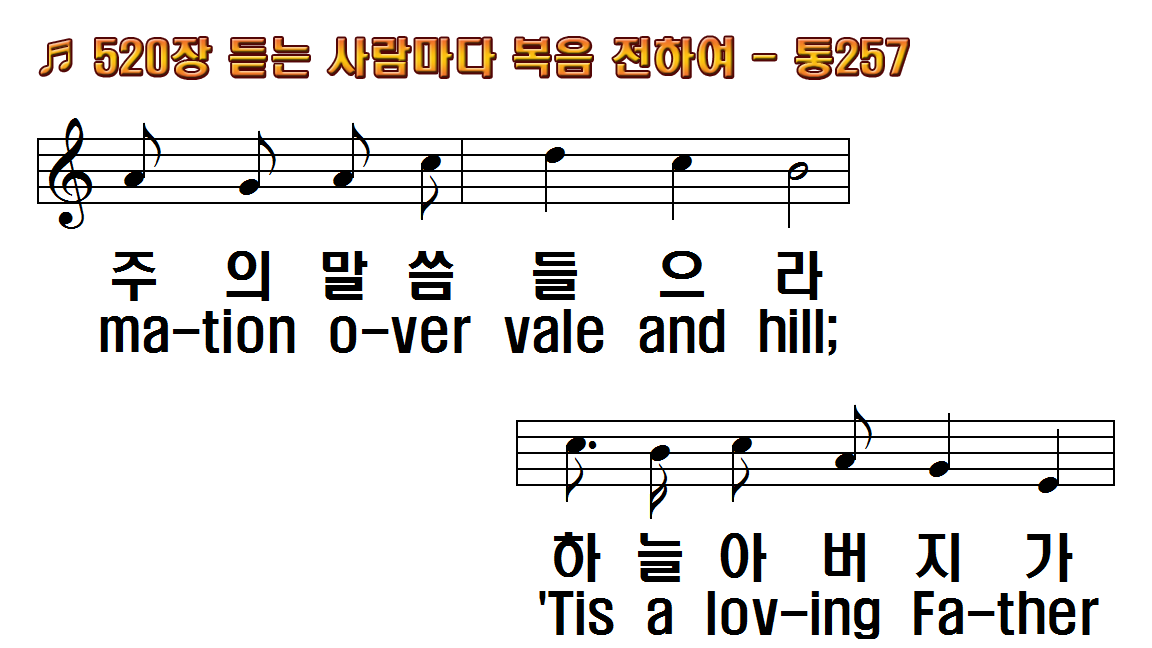 ♬ 520장 듣는 사람마다 복음 전하여 - 통257
주 의 말 씀 들 으 라
ma-tion o-ver vale and hill;
하 늘 아 버 지 가
'Tis a lov-ing Fa-ther